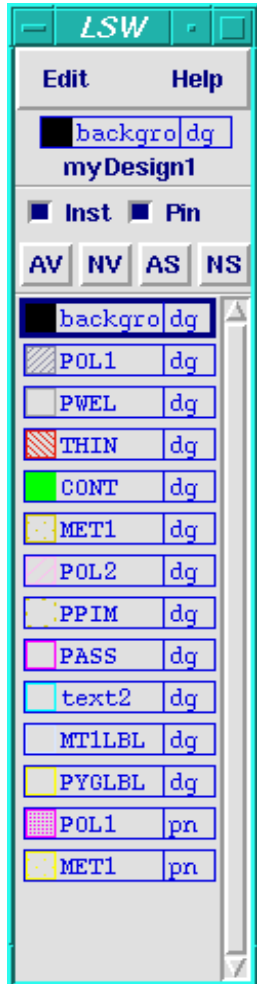 LSW
Edit Help
backgro dg
myDesign1
Inst Pin
AV NV AS NS
backgro dg
POL1 dg
PWEL dg
THIN dg
CONT dg
MET1 dg
POL2 dg
PPIM dg
PASS dg
text2 dg
MT1LBL dg
PYGLBL dg
POL1 pn
MET1 pn